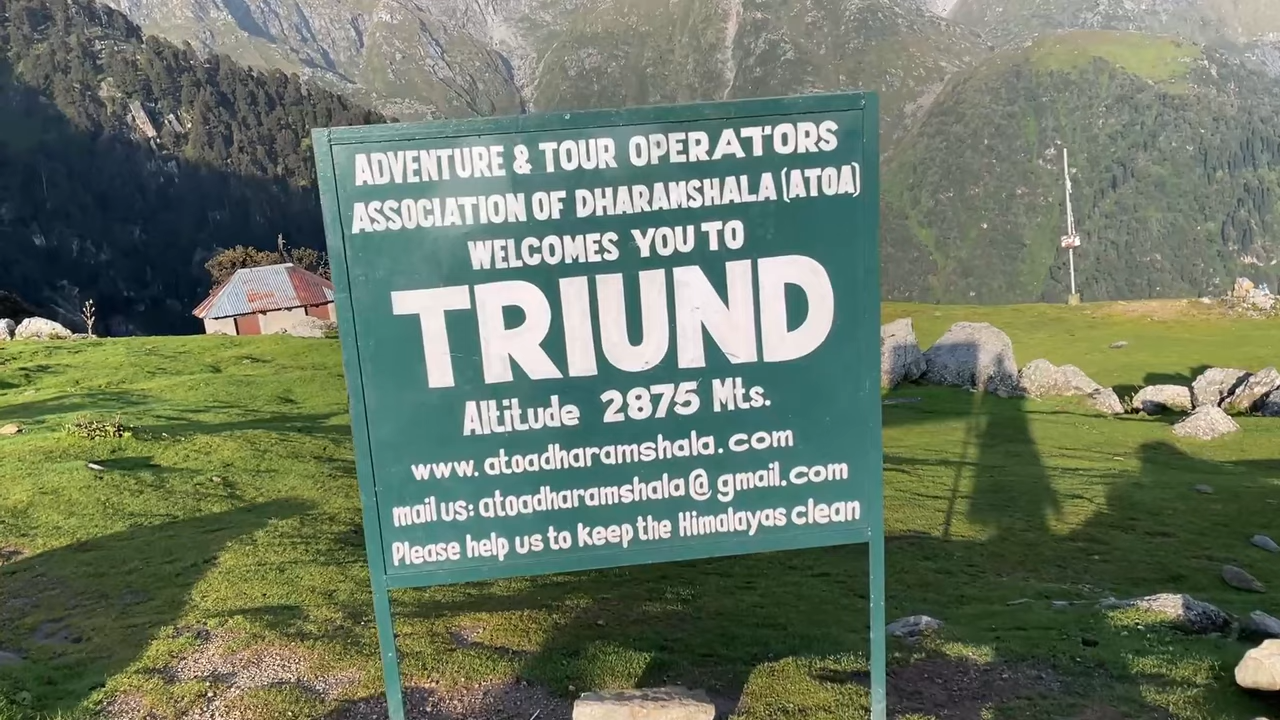 ADVENTURE & TOUR OPERATORS
ASSOCIATION OF DHARAMSHALA (ATOA)
WELCOMES YOU TO
TRIUND
Altitude 2875 Mts.
www.atoadharamshala.com
mail us: atoadharamshala@gmail.com
Please help us to keep the Himalayas clean